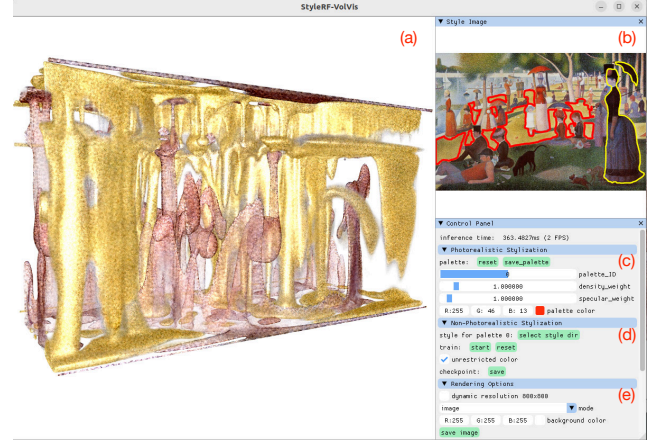 StyleRF-VolVis
(a)
▼ Style Image
(b)
▼ Control Panel
inference time: 363.4827ms (2 FPS)
▼ Photorealistic Stylization
palette: reset save_palette
(c)
0 palette_ID
1.000000 density_weight
1.000000 specular_weight
R:255 G: 46 B: 13 palette color
▼ Non-Photorealistic Stylization
style for palette 0: select style dir
(d)
train: start reset
unrestricted color
checkpoint: save
▼ Rendering Options
(e)
dynamic resolution 800x800
image ▼ mode
R:255 G:255 B:255 background color
save image